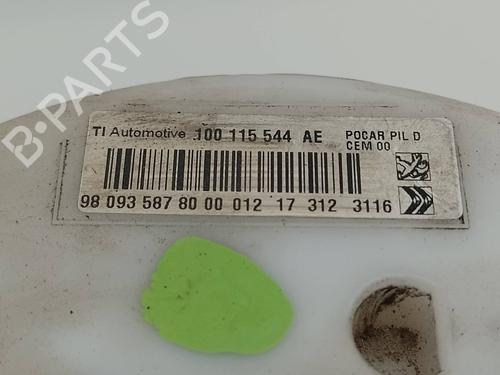 B-PARTS
TI Automotive 100 115 544 AE
POCAR PIL D
CEM 00
98 093 587 80 00 012 17 312 3116